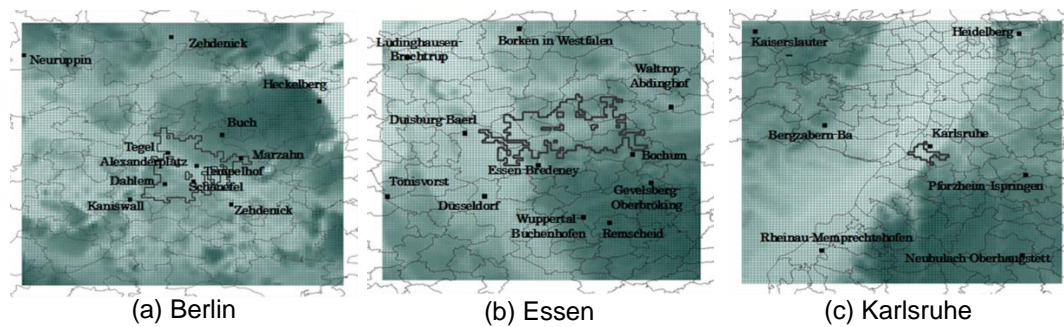 Zehdenick
Neuruppin
Heckelberg
Buch
Tegel
Alexanderplatz
Marzahn
Tempelhof
Dahlem
Schönefel
Kaniswall
Zehdenick
(a) Berlin
Borken in Westfalen
Lüdinghausen-
Brochtrup
Waltrop-
Abdinghof
Duisburg-Baerl
Bochum
Essen-Bredeney
Tönisvorst
Düsseldorf
Gevelsberg-
Oberbröking
Wuppertal-
Buchenhofen
Remscheid
(b) Essen
Kaiserslauter
Heidelberg
Bergzabern-Ba
Karlsruhe
Pforzheim-Ispringen
Rheinau-Memprechtshofen
Neubulach-Oberhaugstett
(c) Karlsruhe